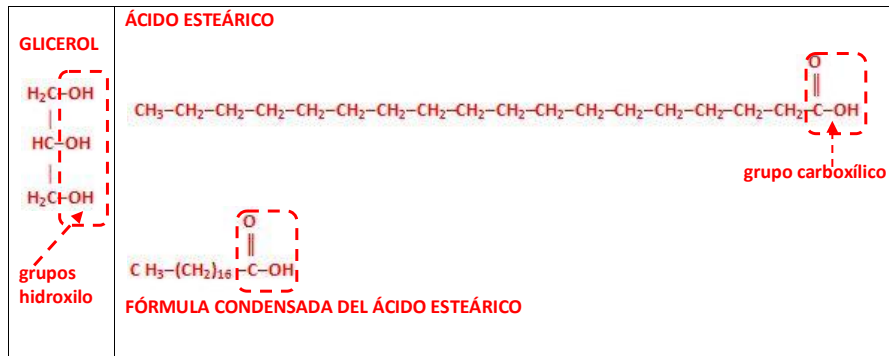 GLICEROL
H₂C–OH
|
HC–OH
|
H₂C–OH
grupos
hidroxilo
ÁCIDO ESTEÁRICO
O
||
CH₃–CH₂–CH₂–CH₂–CH₂–CH₂–CH₂–CH₂–CH₂–CH₂–CH₂–CH₂–CH₂–CH₂–CH₂–CH₂–CH₂–C–OH
grupo carboxílico
O
||
CH₃–(CH₂)₁₆–C–OH
FÓRMULA CONDENSADA DEL ÁCIDO ESTEÁRICO